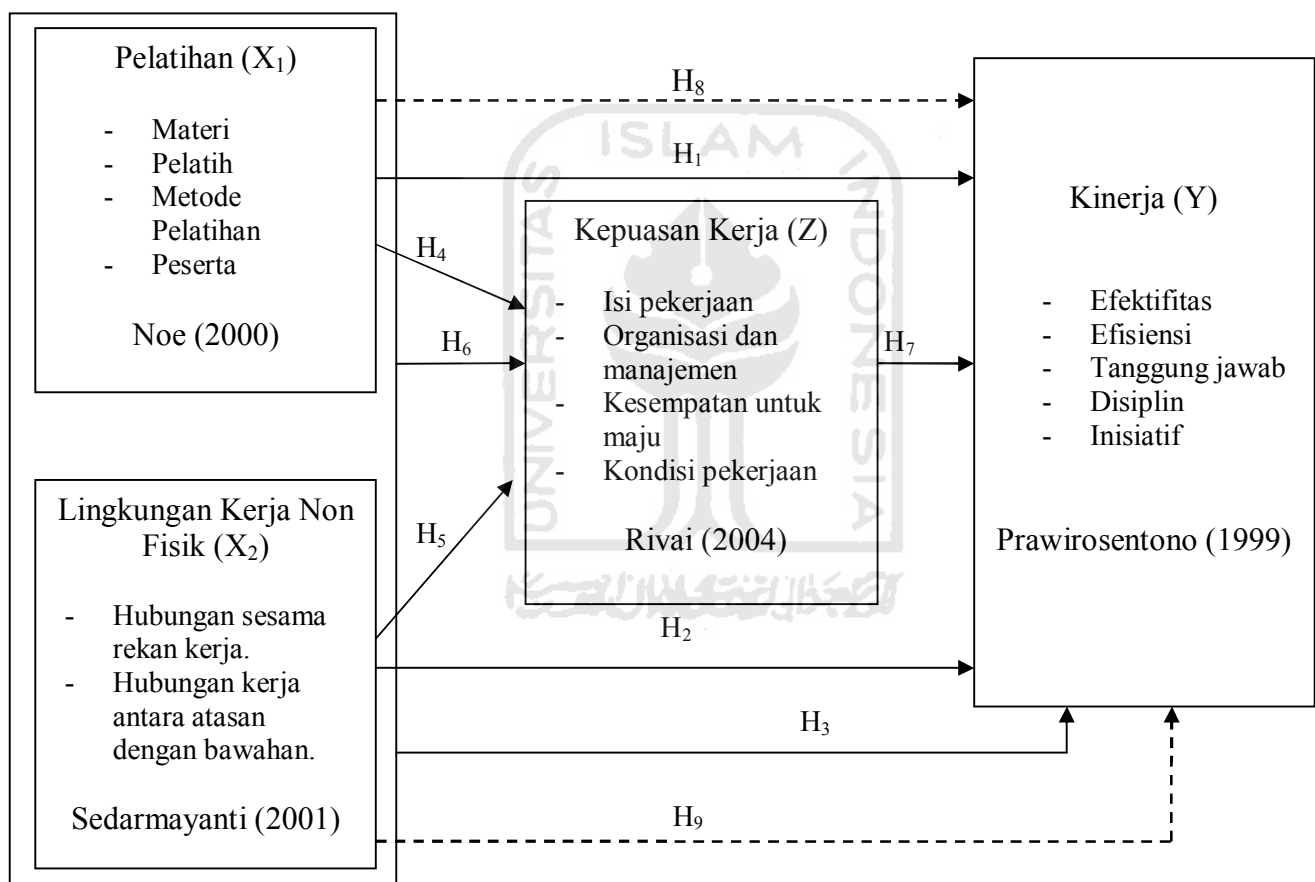 Pelatihan (X₁)
- Materi
- Pelatih
- Metode
Pelatihan
- Peserta
Noe (2000)
Lingkungan Kerja Non
Fisik (X₂)
- Hubungan sesama
rekan kerja.
- Hubungan kerja
antara atasan
dengan bawahan.
Sedarmayanti (2001)
H₈
H₁
H₄
H₆
H₅
Kepuasan Kerja (Z)
- Isi pekerjaan
- Organisasi dan
manajemen
- Kesempatan untuk
maju
- Kondisi pekerjaan
Rivai (2004)
H₇
H₂
H₃
H₉
Kinerja (Y)
- Efektifitas
- Efisiensi
- Tanggung jawab
- Disiplin
- Inisiatif
Prawirosentono (1999)
UNIVERSITAS
ISLAM
INDONESIA